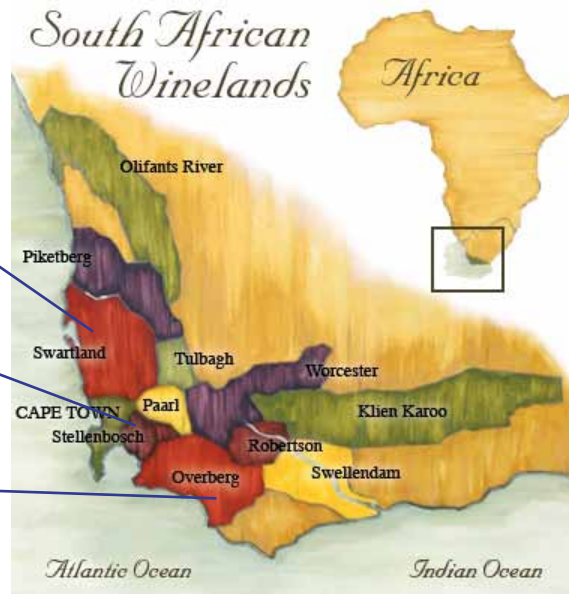 South African
Winelands
Africa
Olifants River
Piketberg
Swartland
Tulbagh
Worcester
CAPE TOWN
Paarl
Klien Karoo
Stellenbosch
Robertson
Overberg
Swellendam
Atlantic Ocean
Indian Ocean